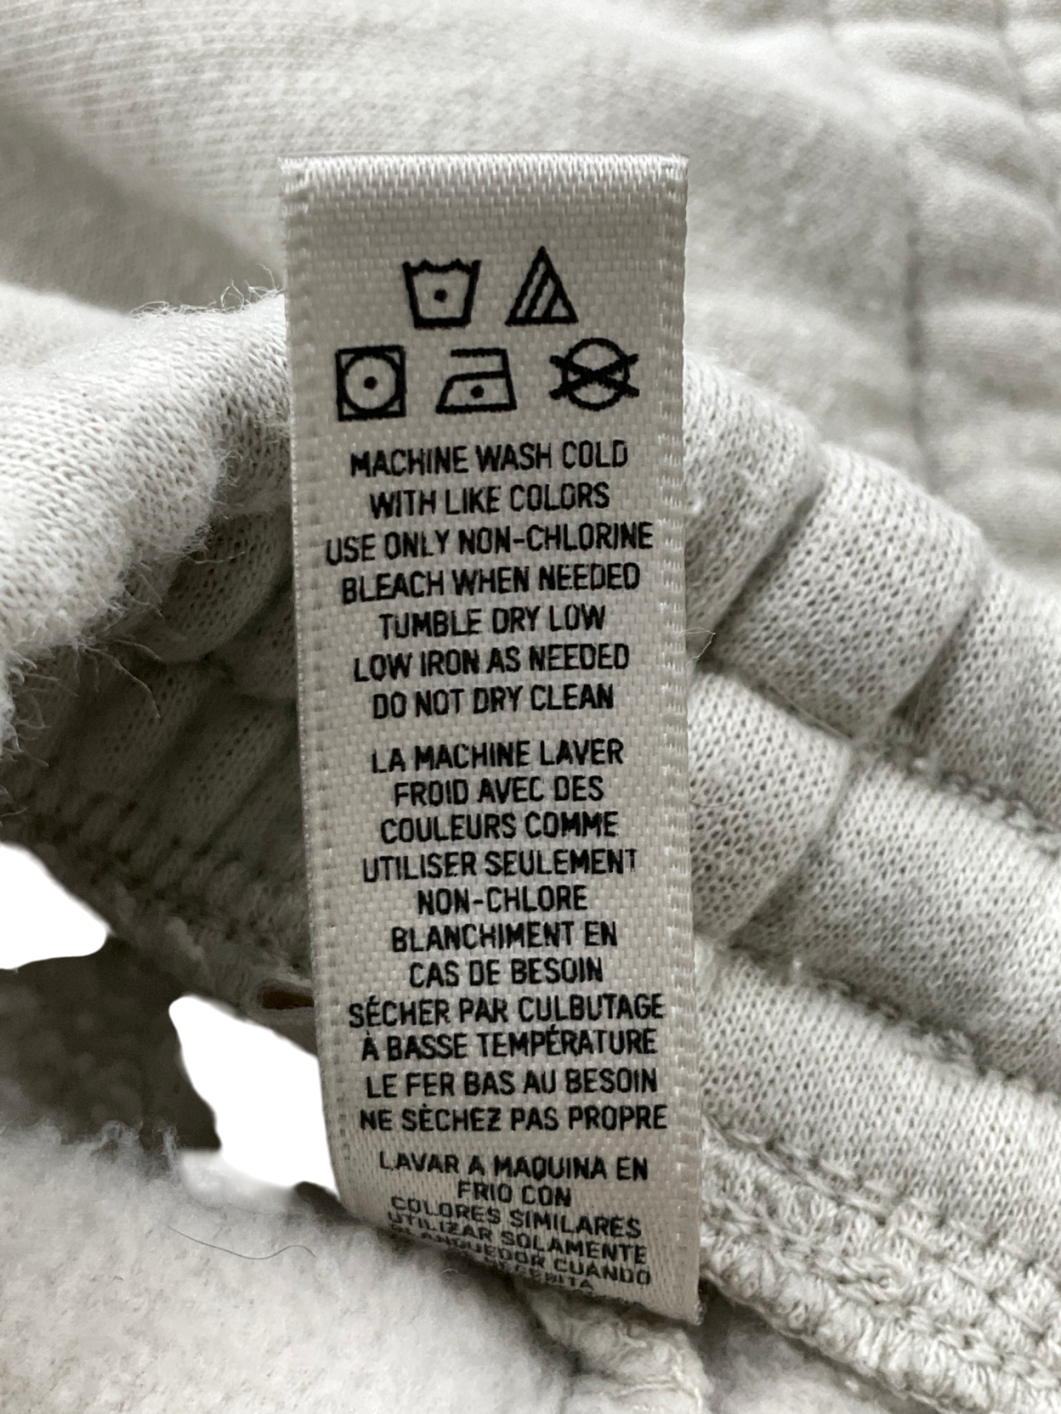 MACHINE WASH COLD
WITH LIKE COLORS
USE ONLY NON-CHLORINE
BLEACH WHEN NEEDED
TUMBLE DRY LOW
LOW IRON AS NEEDED
DO NOT DRY CLEAN
LA MACHINE LAVER
FROID AVEC DES
COULEURS COMME
UTILISER SEULEMENT
NON-CHLORE
BLANCHIMENT EN
CAS DE BESOIN
SÉCHER PAR CULBUTAGE
À BASSE TEMPÉRATURE
LE FER BAS AU BESOIN
NE SÈCHEZ PAS PROPRE
LAVAR A MAQUINA EN
FRIO CON
COLORES SIMILARES
UTILIZAR SOLAMENTE
BLANQUEDOR CUANDO